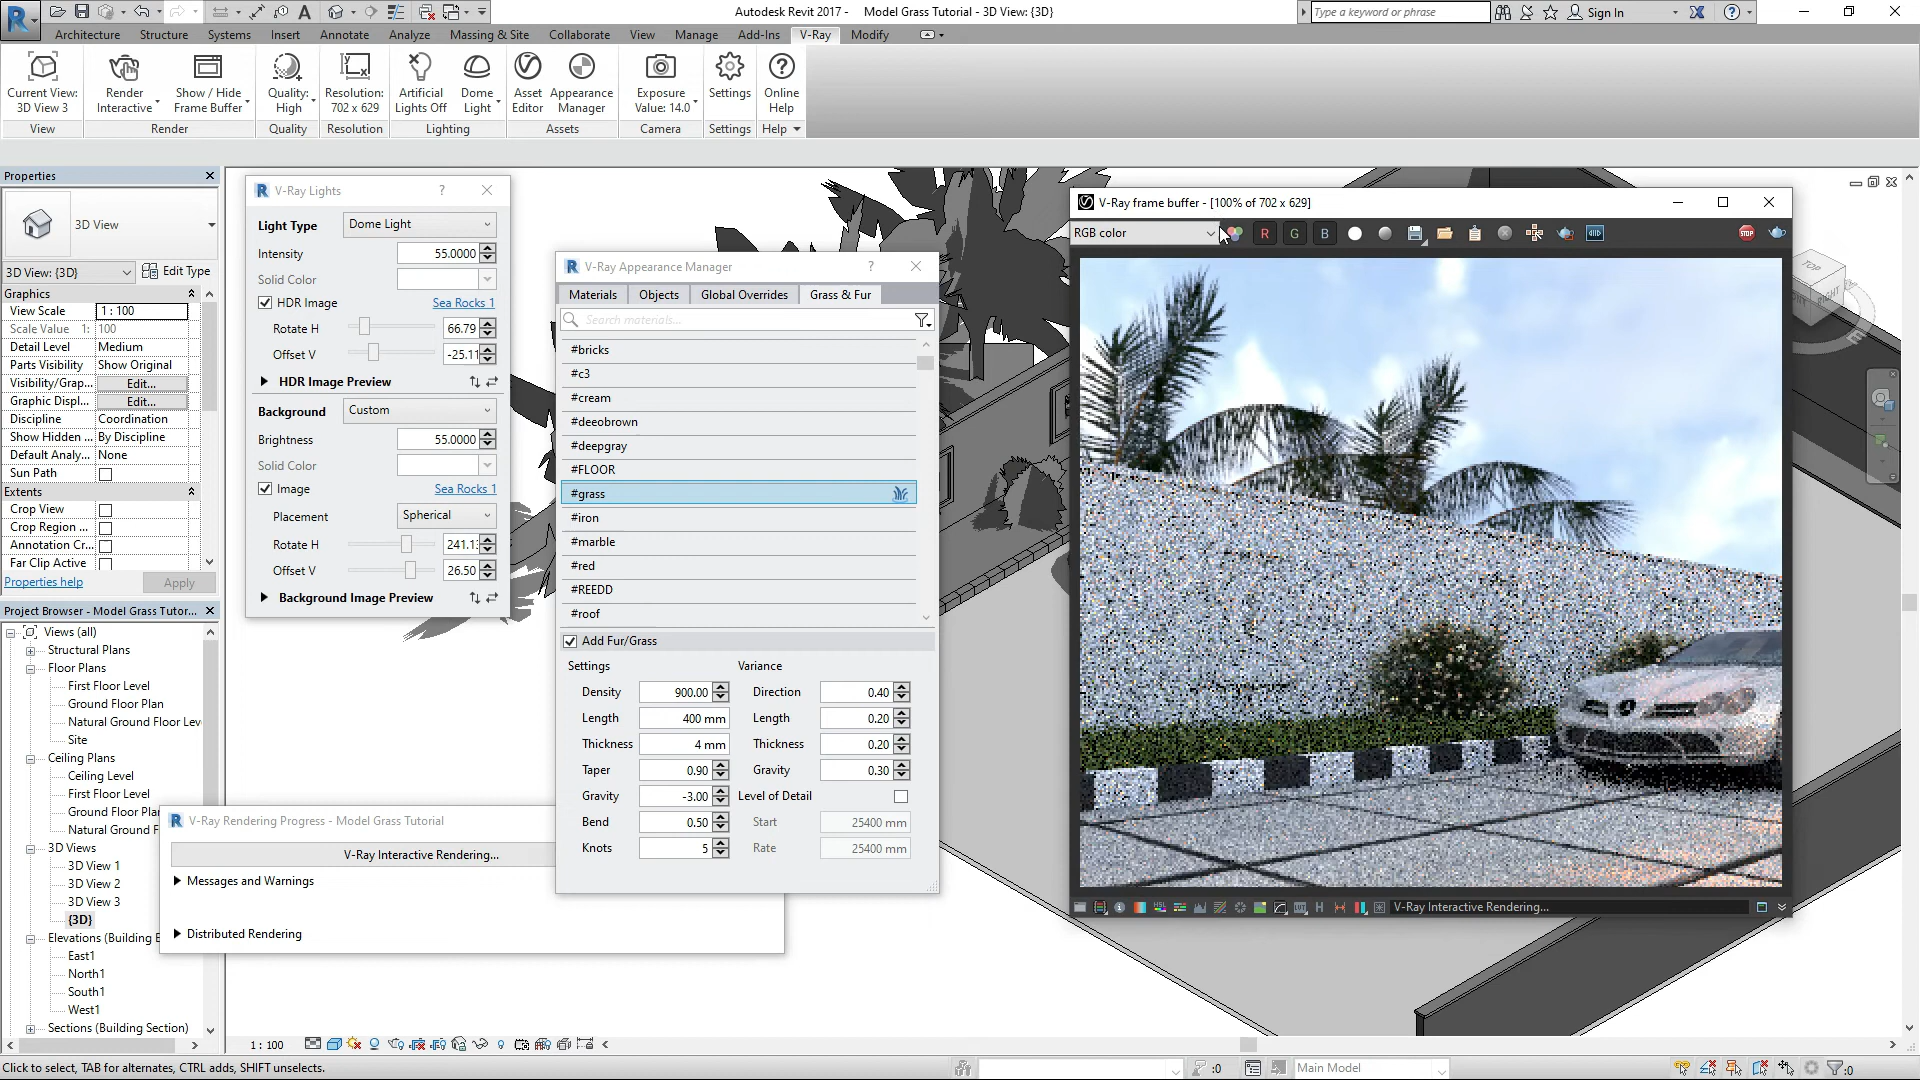 Autodesk Revit 2017 - Model Grass Tutorial - 3D View: {3D}
Type a keyword or phrase
Sign In
Architecture Structure Systems Insert Annotate Analyze Massing & Site Collaborate View Manage Add-Ins V-Ray Modify
Current View: 3D View 3
Render Interactive
Show / Hide Frame Buffer
Quality: High
Resolution: 702 x 629
Artificial Lights Off
Dome Light
Asset Editor
Appearance Manager
Exposure Value: 14.0
Settings
Online Help
View Render Quality Resolution Lighting Assets Camera Settings Help
Properties
3D View
3D View: {3D} Edit Type
Graphics
View Scale 1 : 100
Scale Value 1: 100
Detail Level Medium
Parts Visibility Show Original
Visibility/Grap... Edit...
Graphic Displ... Edit...
Discipline Coordination
Show Hidden ... By Discipline
Default Analy... None
Sun Path
Extents
Crop View
Crop Region ...
Annotation Cr...
Far Clip Active
Properties help Apply
Project Browser - Model Grass Tutor...
Views (all)
Structural Plans
Floor Plans
First Floor Level
Ground Floor Plan
Natural Ground Floor Lev
Site
Ceiling Plans
Ceiling Level
First Floor Level
Ground Floor Plan
Natural Ground F
3D Views
3D View 1
3D View 2
3D View 3
{3D}
Elevations (Building E
East1
North1
South1
West1
Sections (Building Section)
V-Ray Lights ?
Light Type Dome Light
Intensity 55.0000
Solid Color
HDR Image Sea Rocks 1
Rotate H 66.79
Offset V -25.11
HDR Image Preview
Background Custom
Brightness 55.0000
Solid Color
Image Sea Rocks 1
Placement Spherical
Rotate H 241.1
Offset V 26.50
Background Image Preview
V-Ray Rendering Progress - Model Grass Tutorial
V-Ray Interactive Rendering...
Messages and Warnings
Distributed Rendering
V-Ray Appearance Manager ?
Materials Objects Global Overrides Grass & Fur
Search materials...
#bricks
#c3
#cream
#deeobrown
#deepgray
#FLOOR
#grass
#iron
#marble
#red
#REEDD
#roof
Add Fur/Grass
Settings Variance
Density 900.00 Direction 0.40
Length 400 mm Length 0.20
Thickness 4 mm Thickness 0.20
Taper 0.90 Gravity 0.30
Gravity -3.00 Level of Detail
Bend 0.50 Start 25400 mm
Knots 5 Rate 25400 mm
V-Ray frame buffer - [100% of 702 x 629]
RGB color R G B STOP
V-Ray Interactive Rendering...
TOP
RIGHT
1 : 100
Click to select, TAB for alternates, CTRL adds, SHIFT unselects.
:0 Main Model :0